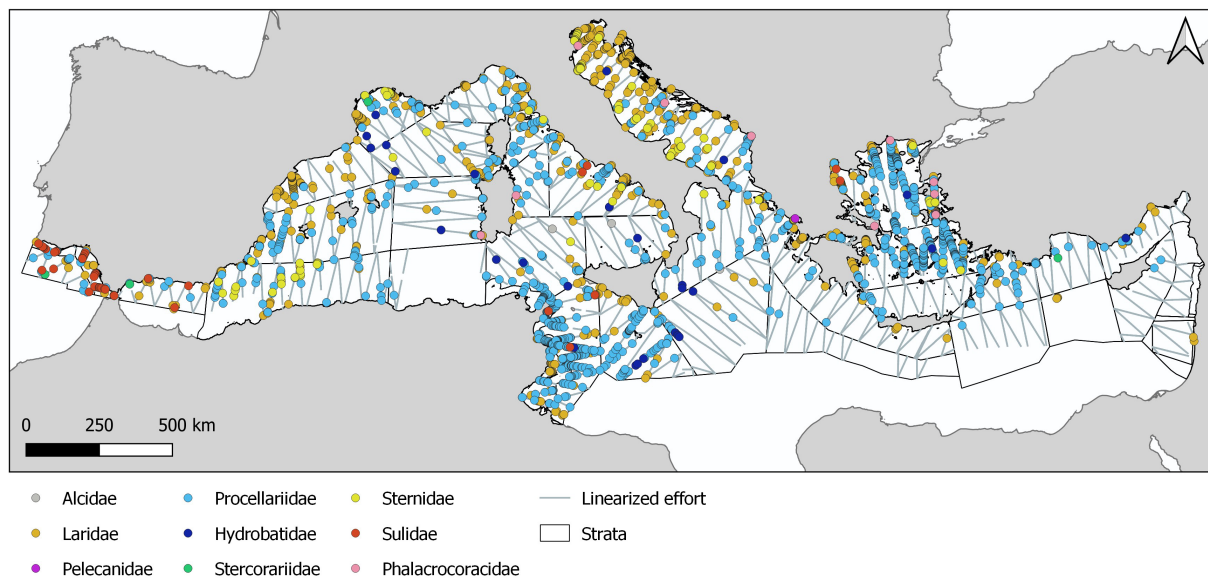 0 250 500 km
Alcidae Procellariidae Sternidae Linearized effort
Laridae Hydrobatidae Sulidae Strata
Pelecanidae Stercorariidae Phalacrocoracidae